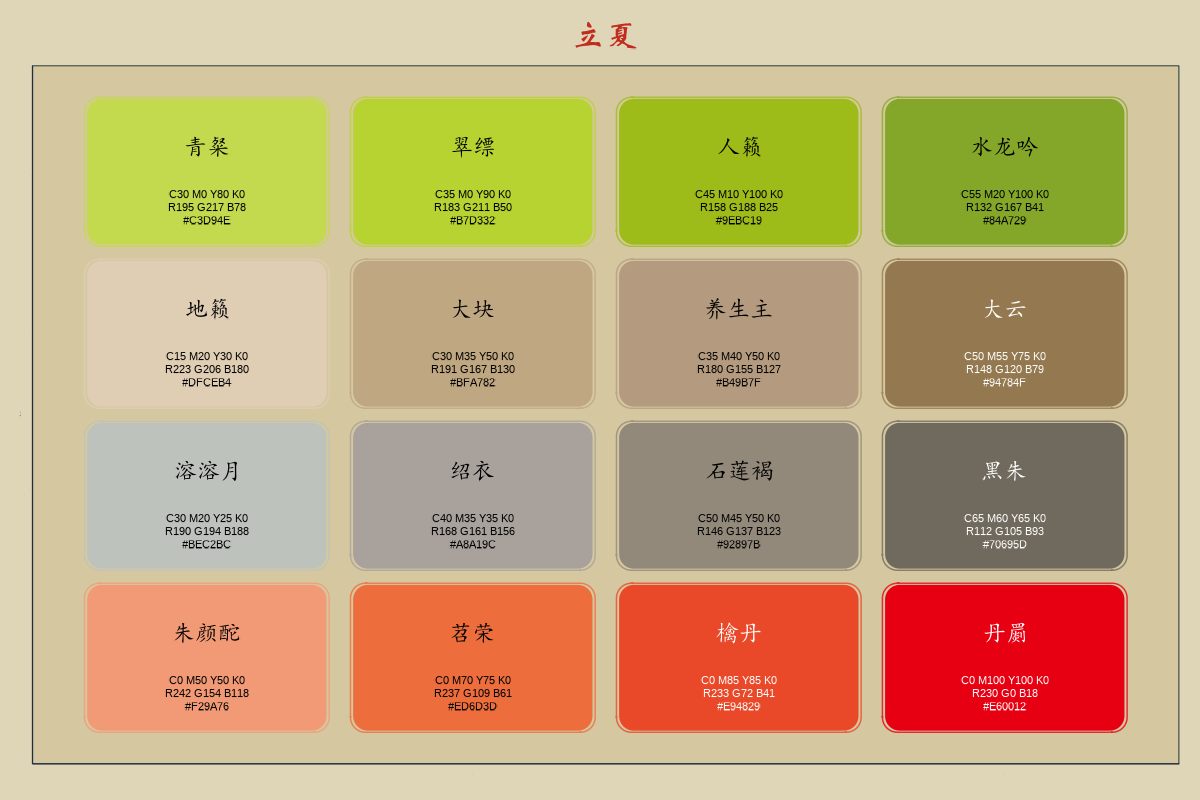 立夏
青粲
C30 M0 Y80 K0
R195 G217 B78
#C3D94E
翠缥
C35 M0 Y90 K0
R183 G211 B50
#B7D332
人籁
C45 M10 Y100 K0
R158 G188 B25
#9EBC19
水龙吟
C55 M20 Y100 K0
R132 G167 B41
#84A729
地籁
C15 M20 Y30 K0
R223 G206 B180
#DFCEB4
大块
C30 M35 Y50 K0
R191 G167 B130
#BFA782
养生主
C35 M40 Y50 K0
R180 G155 B127
#B49B7F
大云
C50 M55 Y75 K0
R148 G120 B79
#94784F
溶溶月
C30 M20 Y25 K0
R190 G194 B188
#BEC2BC
绍衣
C40 M35 Y35 K0
R168 G161 B156
#A8A19C
石莲褐
C50 M45 Y50 K0
R146 G137 B123
#92897B
黑朱
C65 M60 Y65 K0
R112 G105 B93
#70695D
朱颜酡
C0 M50 Y50 K0
R242 G154 B118
#F29A76
苕荣
C0 M70 Y75 K0
R237 G109 B61
#ED6D3D
檎丹
C0 M85 Y85 K0
R233 G72 B41
#E94829
丹罽
C0 M100 Y100 K0
R230 G0 B18
#E60012